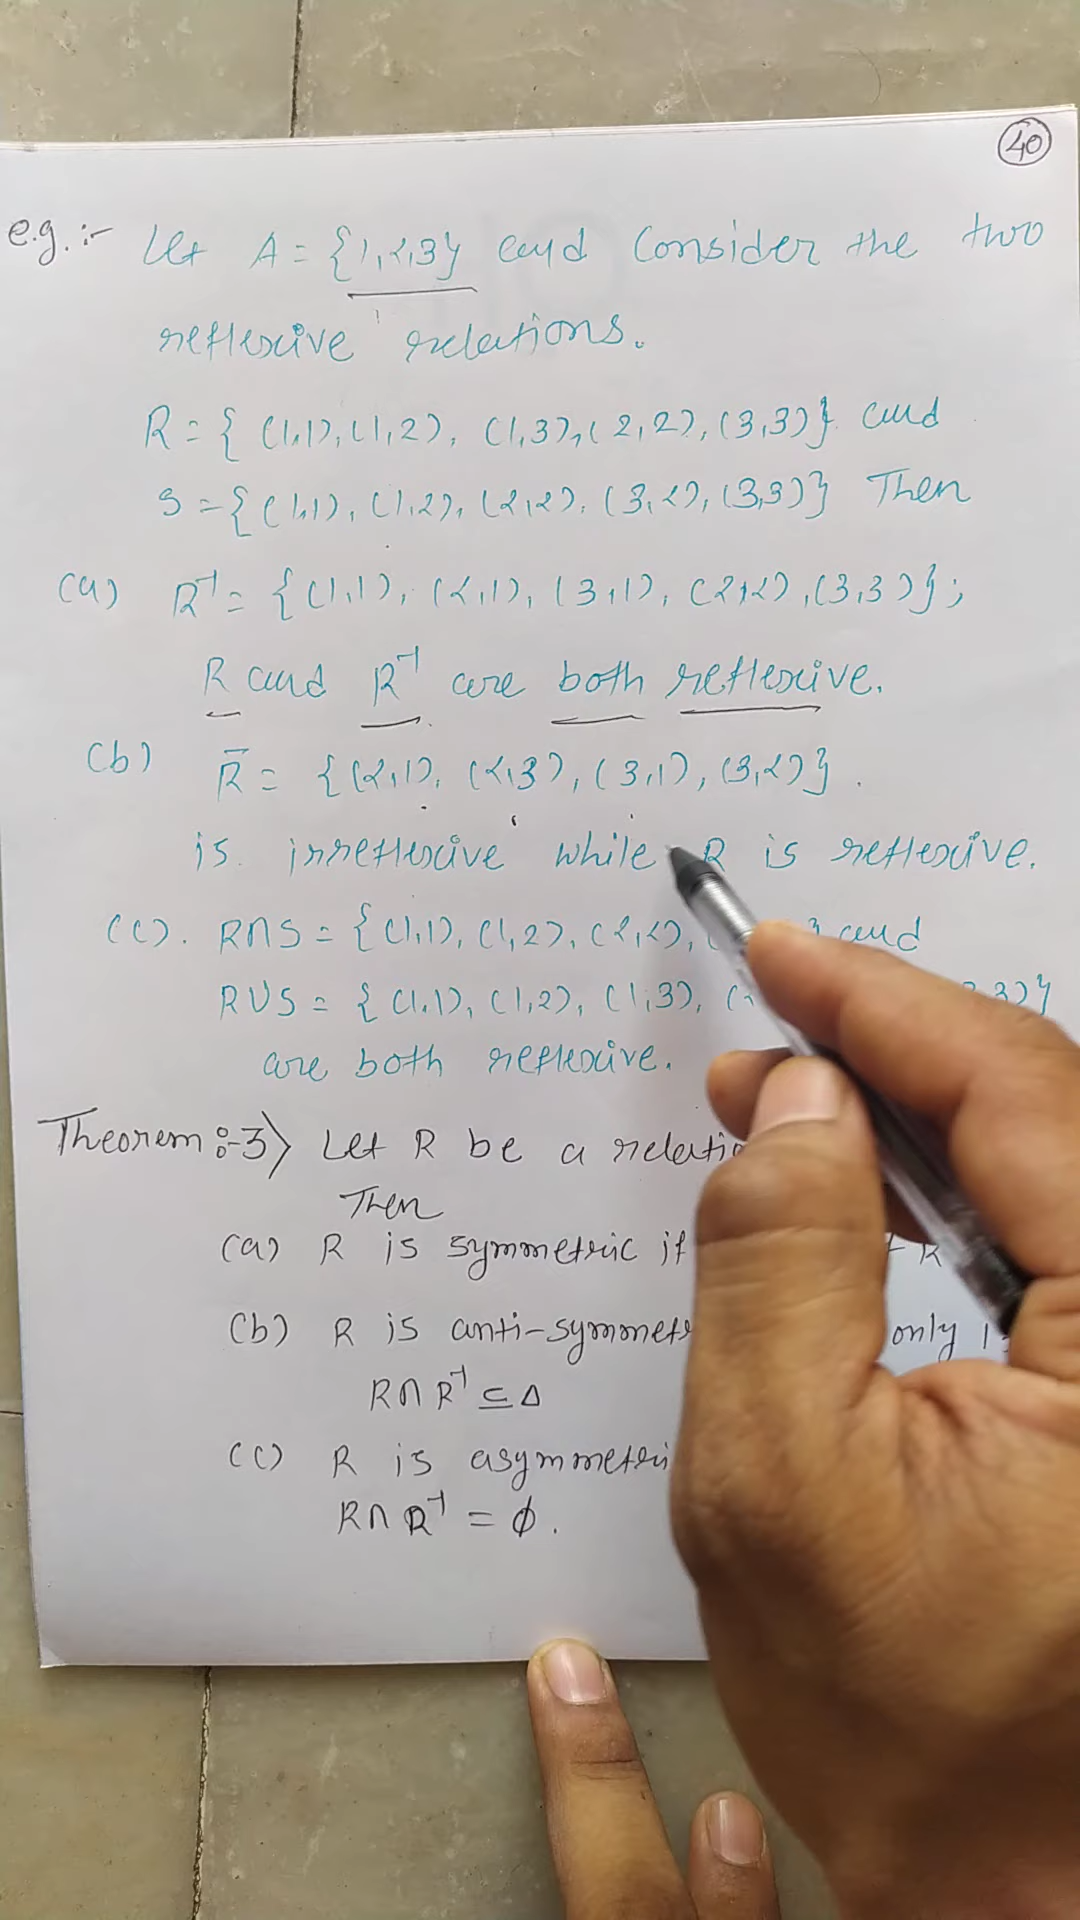 40
e.g. :- Let A = {1,2,3} and Consider the two
reflexive relations.
R = { (1,1), (1,2), (1,3), (2,2), (3,3)} and
S = { (1,1), (1,2), (2,2), (3,2), (3,3)} Then
(a) R⁻¹ = { (1,1), (2,1), (3,1), (2,2), (3,3)};
R and R⁻¹ are both reflexive.
(b) R̅ = {(2,1), (2,3), (3,1), (3,2)}.
is irreflexive while R is reflexive.
(c). R∩S = { (1,1), (1,2), (2,2), ( } and
R∪S = { (1,1), (1,2), (1,3), ( 3)}
are both reflexive.
Theorem :-3) Let R be a
Then
(a) R is symmetric if R
(b) R is only
R∩R⁻¹ ⊆ Δ
(c) R is
R∩R⁻¹ = ϕ.